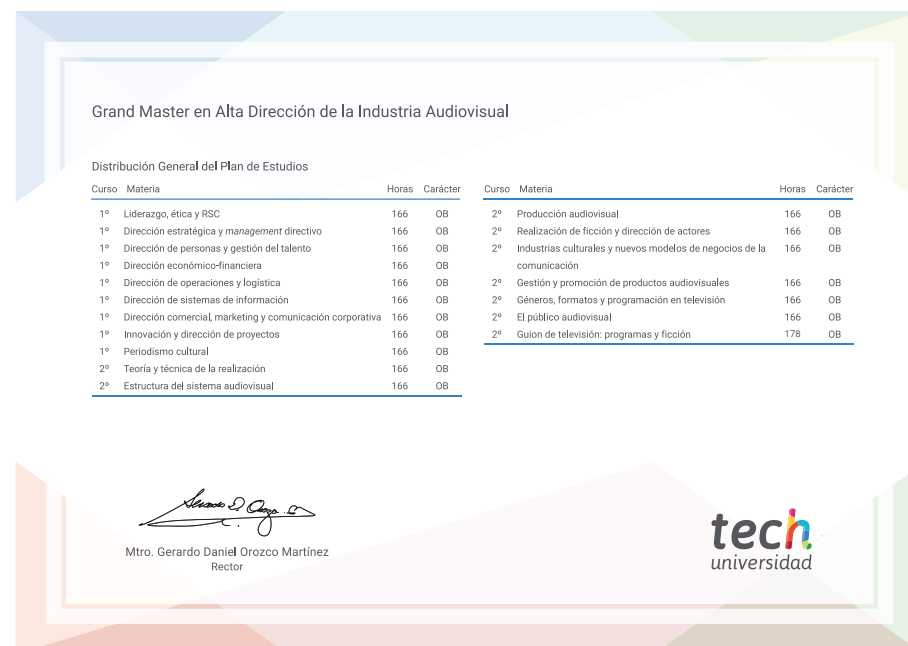 Grand Master en Alta Dirección de la Industria Audiovisual
Distribución General del Plan de Estudios
Curso Materia Horas Carácter
1º Liderazgo, ética y RSC 166 OB
1º Dirección estratégica y management directivo 166 OB
1º Dirección de personas y gestión del talento 166 OB
1º Dirección económico-financiera 166 OB
1º Dirección de operaciones y logística 166 OB
1º Dirección de sistemas de información 166 OB
1º Dirección comercial, marketing y comunicación corporativa 166 OB
1º Innovación y dirección de proyectos 166 OB
1º Periodismo cultural 166 OB
2º Teoría y técnica de la realización 166 OB
2º Estructura del sistema audiovisual 166 OB
Curso Materia Horas Carácter
2º Producción audiovisual 166 OB
2º Realización de ficción y dirección de actores 166 OB
2º Industrias culturales y nuevos modelos de negocios de la 166 OB
comunicación
2º Gestión y promoción de productos audiovisuales 166 OB
2º Géneros, formatos y programación en televisión 166 OB
2º El público audiovisual 166 OB
2º Guion de televisión: programas y ficción 178 OB
Mtro. Gerardo Daniel Orozco Martínez
Rector
tech
universidad